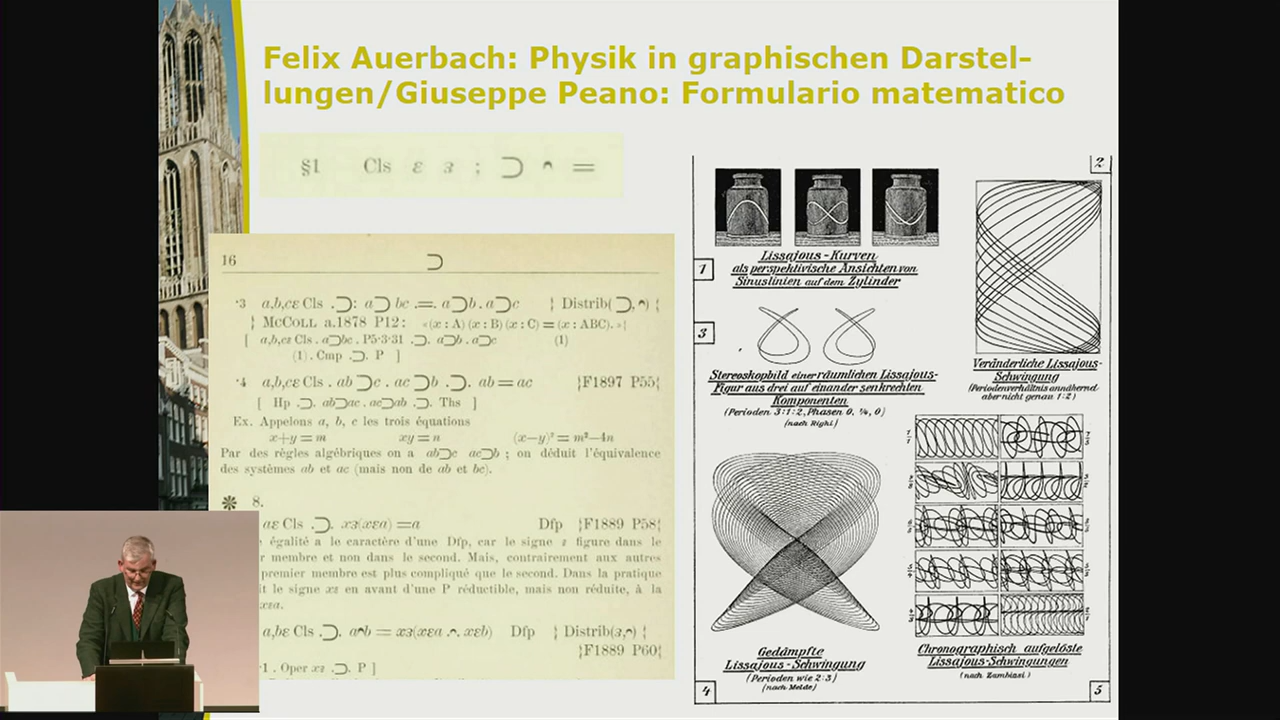 Felix Auerbach: Physik in graphischen Darstel-
lungen/Giuseppe Peano: Formulario matematico
§1 Cls ε ɜ ; ⊃ ⌢ =
16 ⊃
·3 a,b,cε Cls .⊃: a⊃ bc .=. a⊃b . a⊃c { Distrib(⊃,⌢) {
} McColl a.1878 P12: «(x : A) (x : B) (x : C) = (x : ABC).»}
[ a,b,cε Cls . a⊃bc . P5·3·31 .⊃. a⊃b . a⊃c (1)
(1) . Cmp .⊃. P ]
·4 a,b,cε Cls . ab⊃c . ac⊃b .⊃. ab = ac }F1897 P55{
[ Hp .⊃. ab⊃ac . ac⊃ab .⊃. Ths ]
Ex. Appelons a, b, c les trois équations
x+y = m xy = n (x—y)² = m²—4n
Par des règles algébriques on a ab⊃c ac⊃b ; on déduit l'équivalence
des systèmes ab et ac (mais non de ab et bc).
❋ 8.
aε Cls .⊃. xɜ(xεa) = a Dfp }F1889 P58{
égalité a le caractère d'une Dfp, car le signe ɜ figure dans le
membre et non dans le second. Mais, contrairement aux autres
premier membre est plus compliqué que le second. Dans la pratique
it le signe xɜ en avant d'une P réductible, mais non réduite, à la
xεa.
a,bε Cls .⊃. a⌢b = xɜ(xεa .⌢. xεb) Dfp } Distrib(ɜ,⌢) {
}F1889 P60{
·1 . Oper xɜ .⊃. P ]
2
1
Lissajous-Kurven
als perspektivische Ansichten von
Sinuslinien auf dem Zylinder
3
Stereoskopbild einer räumlichen Lissajous-
Figur aus drei auf einander senkrechten
Komponenten
(Perioden 3:1:2, Phasen 0, ¼, 0)
(nach Righi)
Veränderliche Lissajous-
Schwingung
(Periodenverhältnis annähernd
aber nicht genau 1:2)
Gedämpfte
Lissajous-Schwingung
(Perioden wie 2:3)
(nach Melde)
4
Chronographisch aufgelöste
Lissajous-Schwingungen
(nach Zambiasi)
5